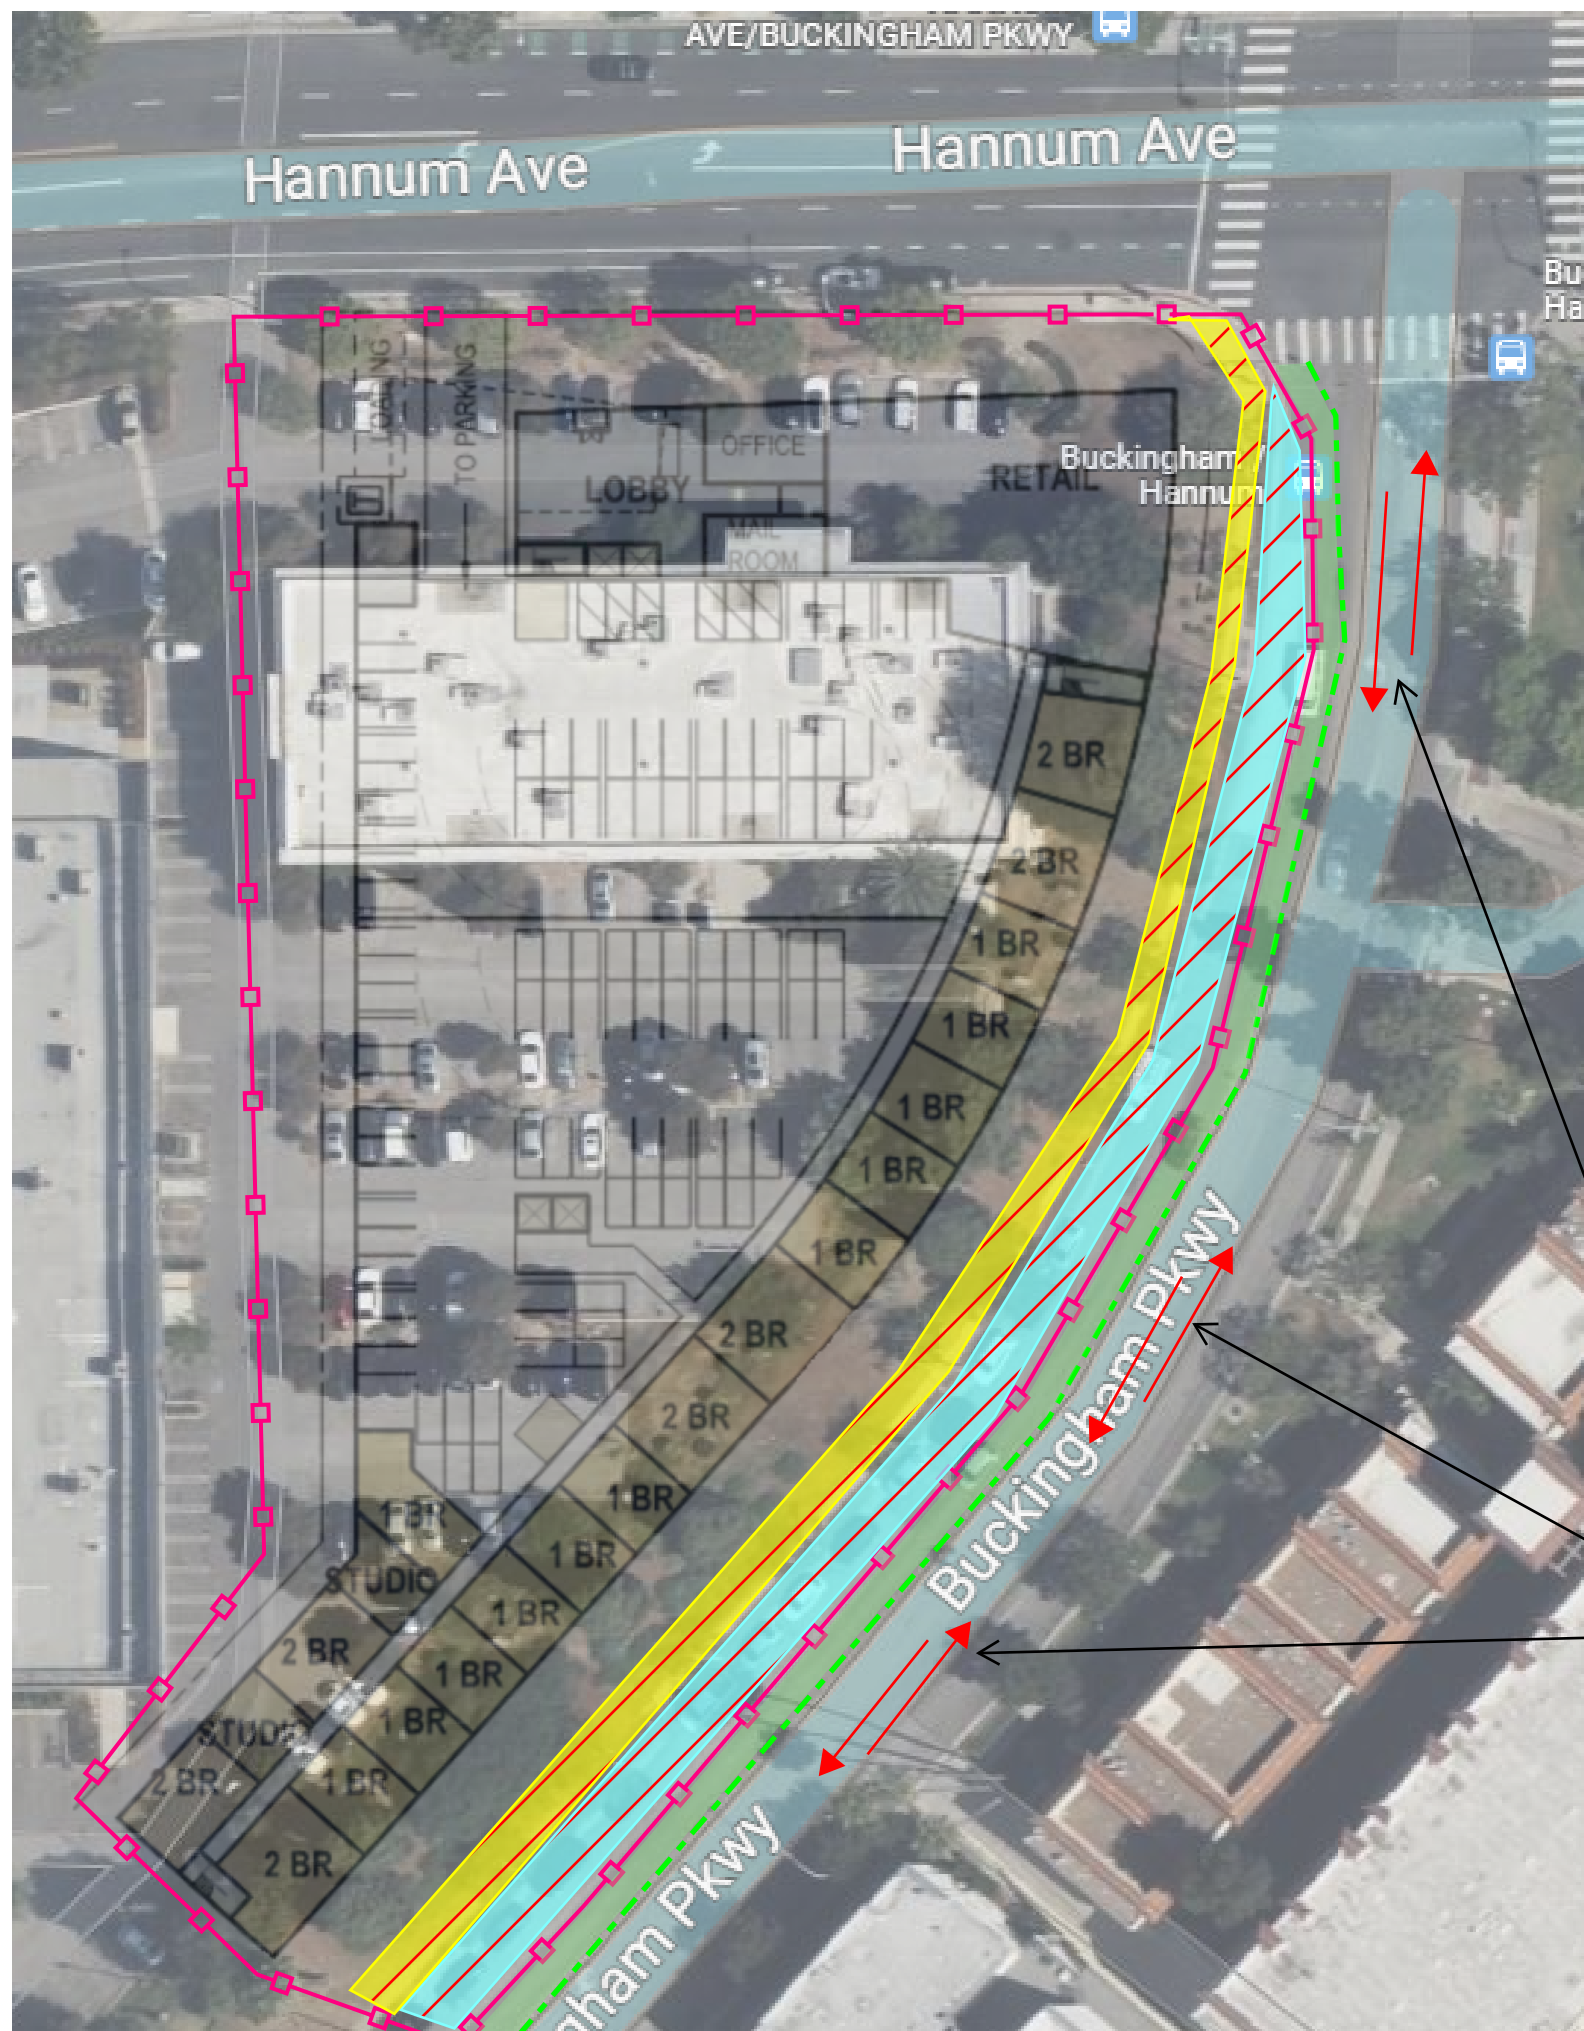 AVE/BUCKINGHAM PKWY
Hannum Ave
Hannum Ave
Bu
Ha
LOADING
TO PARKING
OFFICE
LOBBY
RETAIL
Buckingham /
Hannum
MAIL
ROOM
2 BR
2 BR
1 BR
1 BR
1 BR
1 BR
1 BR
2 BR
2 BR
1 BR
1 BR
1 BR
1 BR
STUDIO
1 BR
2 BR
1 BR
1 BR
STUDIO
2 BR
1 BR
2 BR
Buckingham Pkwy
gham Pkwy